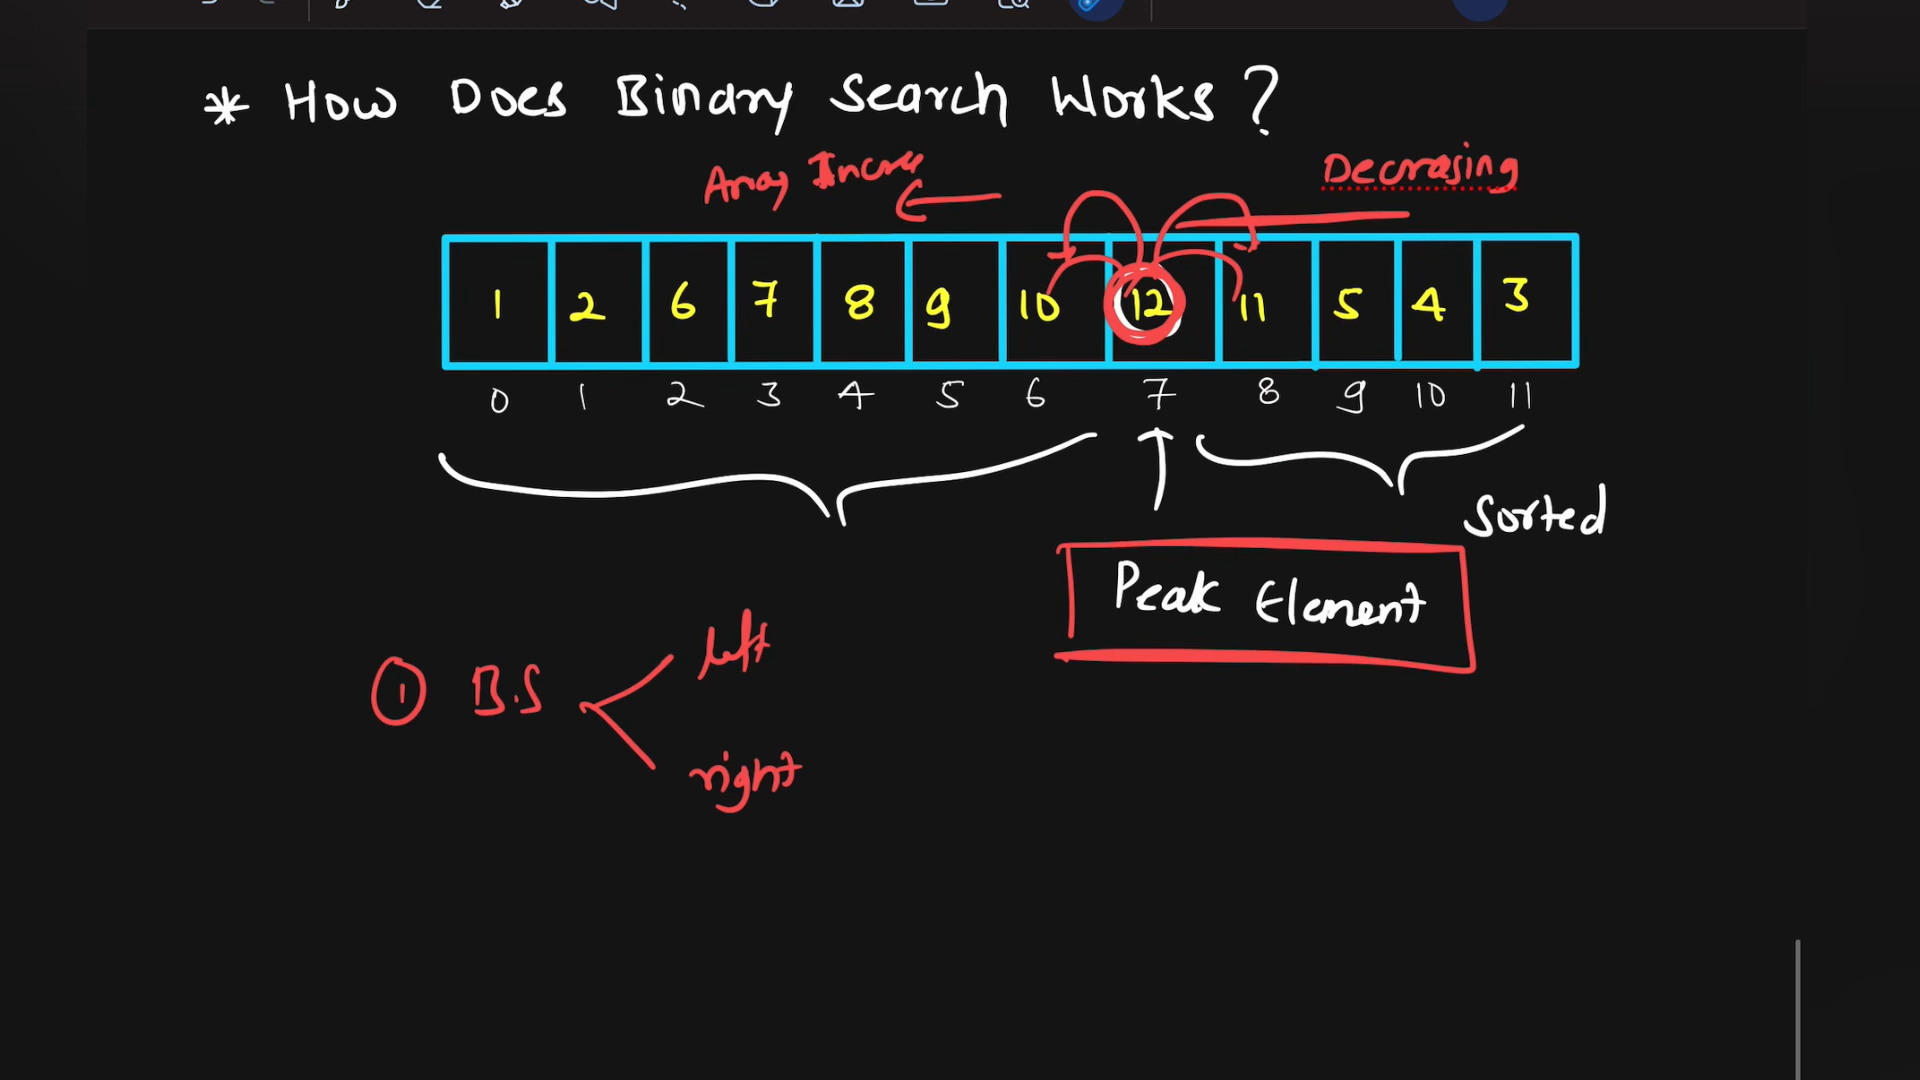 * How Does Binary Search Works?
Array Incre
Decrasing
1 2 6 7 8 9 10 12 11 5 4 3
0 1 2 3 4 5 6 7 8 9 10 11
Sorted
Peak Element
left
1 B.S
right